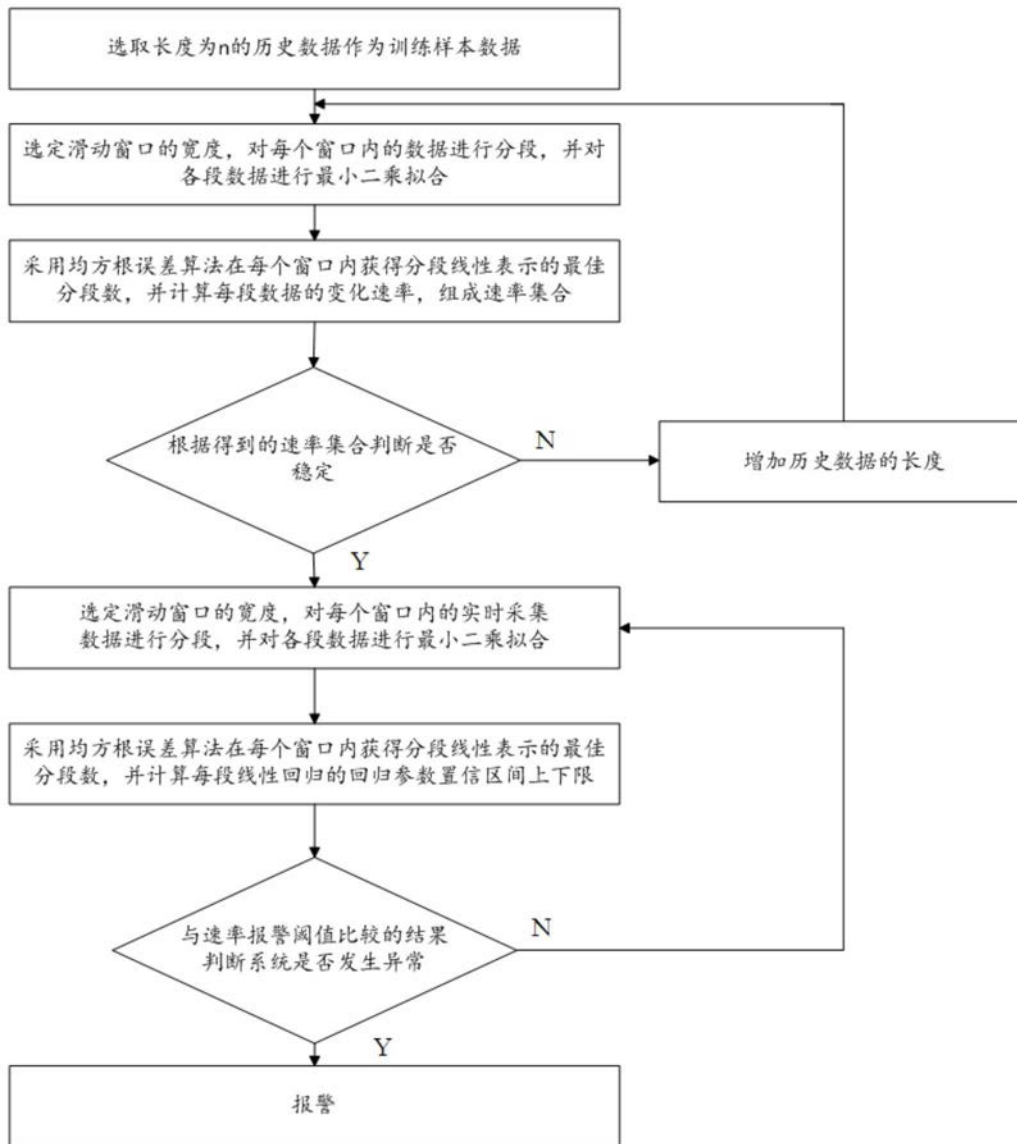 选取长度为n的历史数据作为训练样本数据
选定滑动窗口的宽度，对每个窗口内的数据进行分段，并对
各段数据进行最小二乘拟合
采用均方根误差算法在每个窗口内获得分段线性表示的最佳
分段数，并计算每段数据的变化速率，组成速率集合
根据得到的速率集合判断是否
稳定
N
增加历史数据的长度
Y
选定滑动窗口的宽度，对每个窗口内的实时采集
数据进行分段，并对各段数据进行最小二乘拟合
采用均方根误差算法在每个窗口内获得分段线性表示的最佳
分段数，并计算每段线性回归的回归参数置信区间上下限
与速率报警阈值比较的结果
判断系统是否发生异常
N
Y
报警